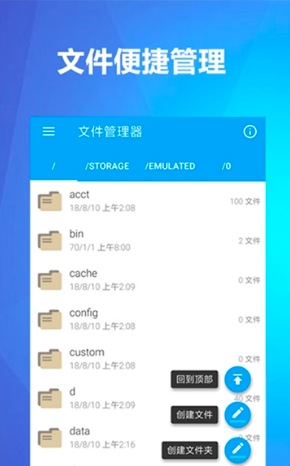 文件便捷管理
文件管理器
/ /STORAGE /EMULATED /0
acct
18/8/10 上午2:08 100 文件
bin
70/1/1 上午8:00 2 文件
cache
18/8/10 上午2:09 0 文件
config
18/8/10 上午2:08 0 文件
custom
18/8/10 上午2:08 0 文件
回到顶部
d
18/8/10 上午2:09 40 文件
创建文件
data
18/8/10 上午2:16
创建文件夹